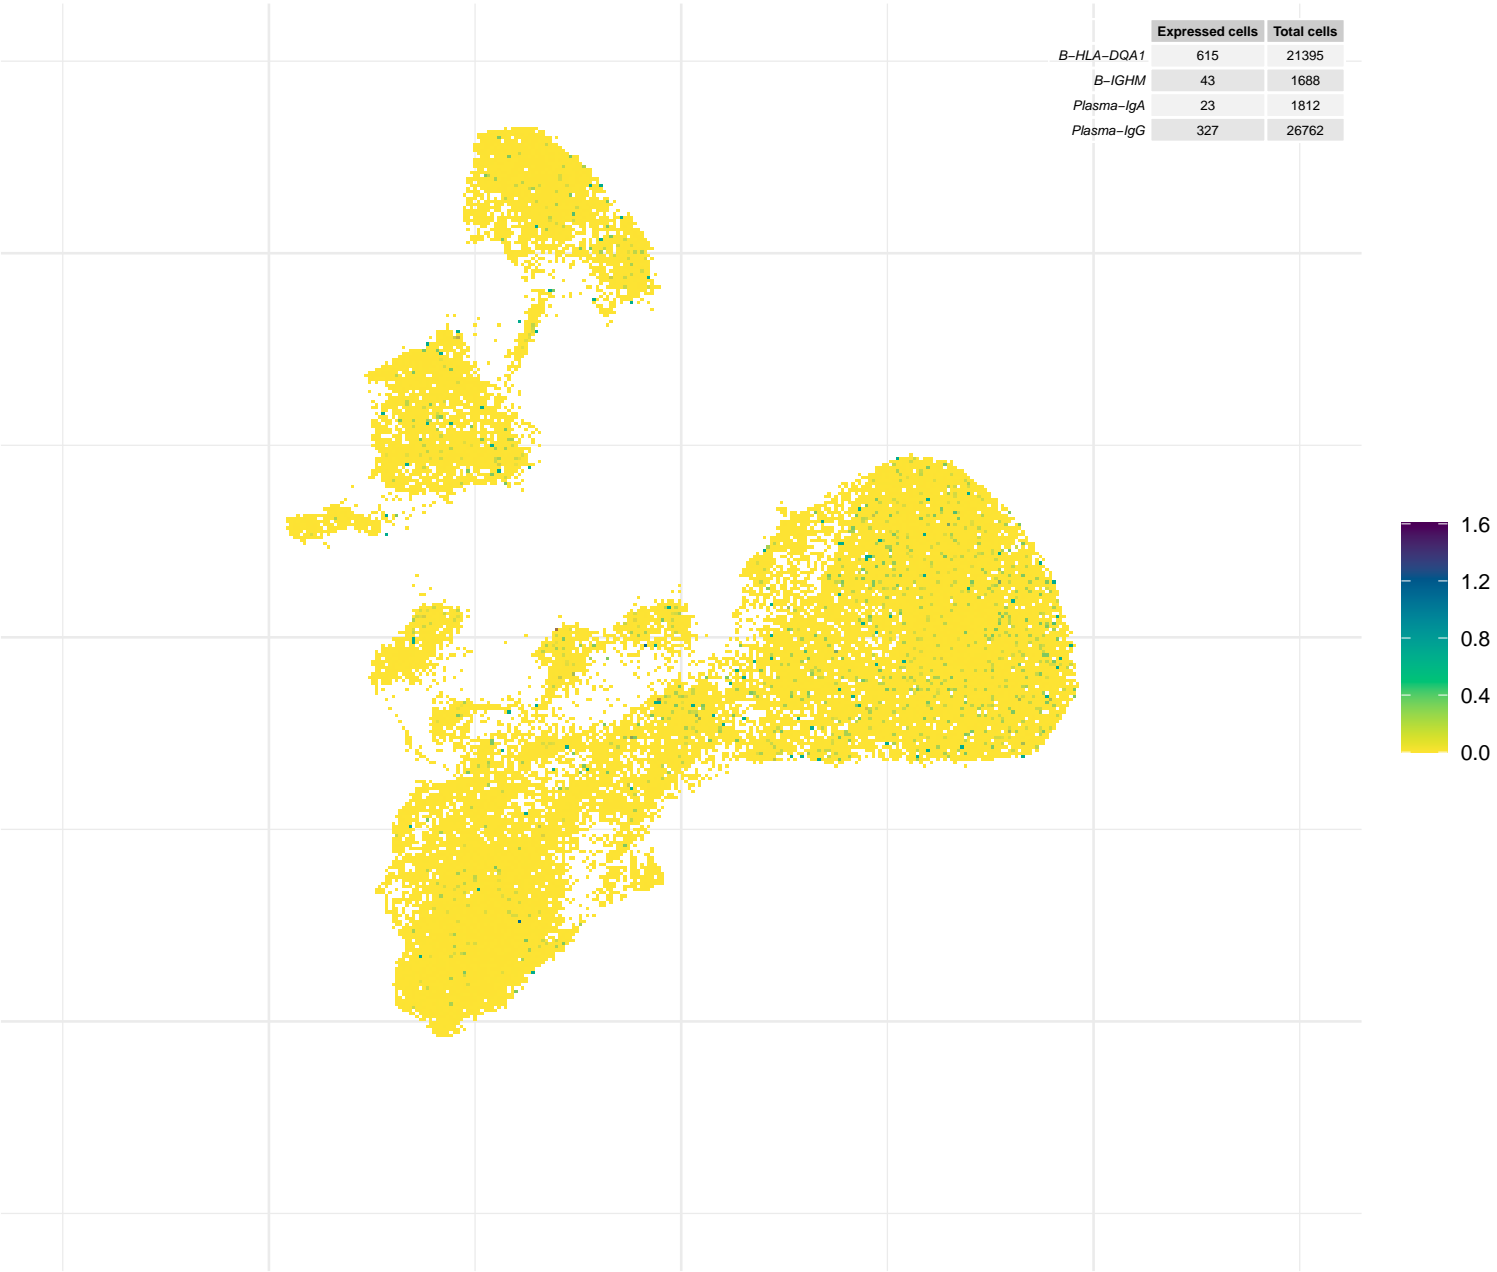 Expressed cells Total cells
B-HLA-DQA1 615 21395
B-IGHM 43 1688
Plasma-IgA 23 1812
Plasma-IgG 327 26762
1.6
1.2
0.8
0.4
0.0